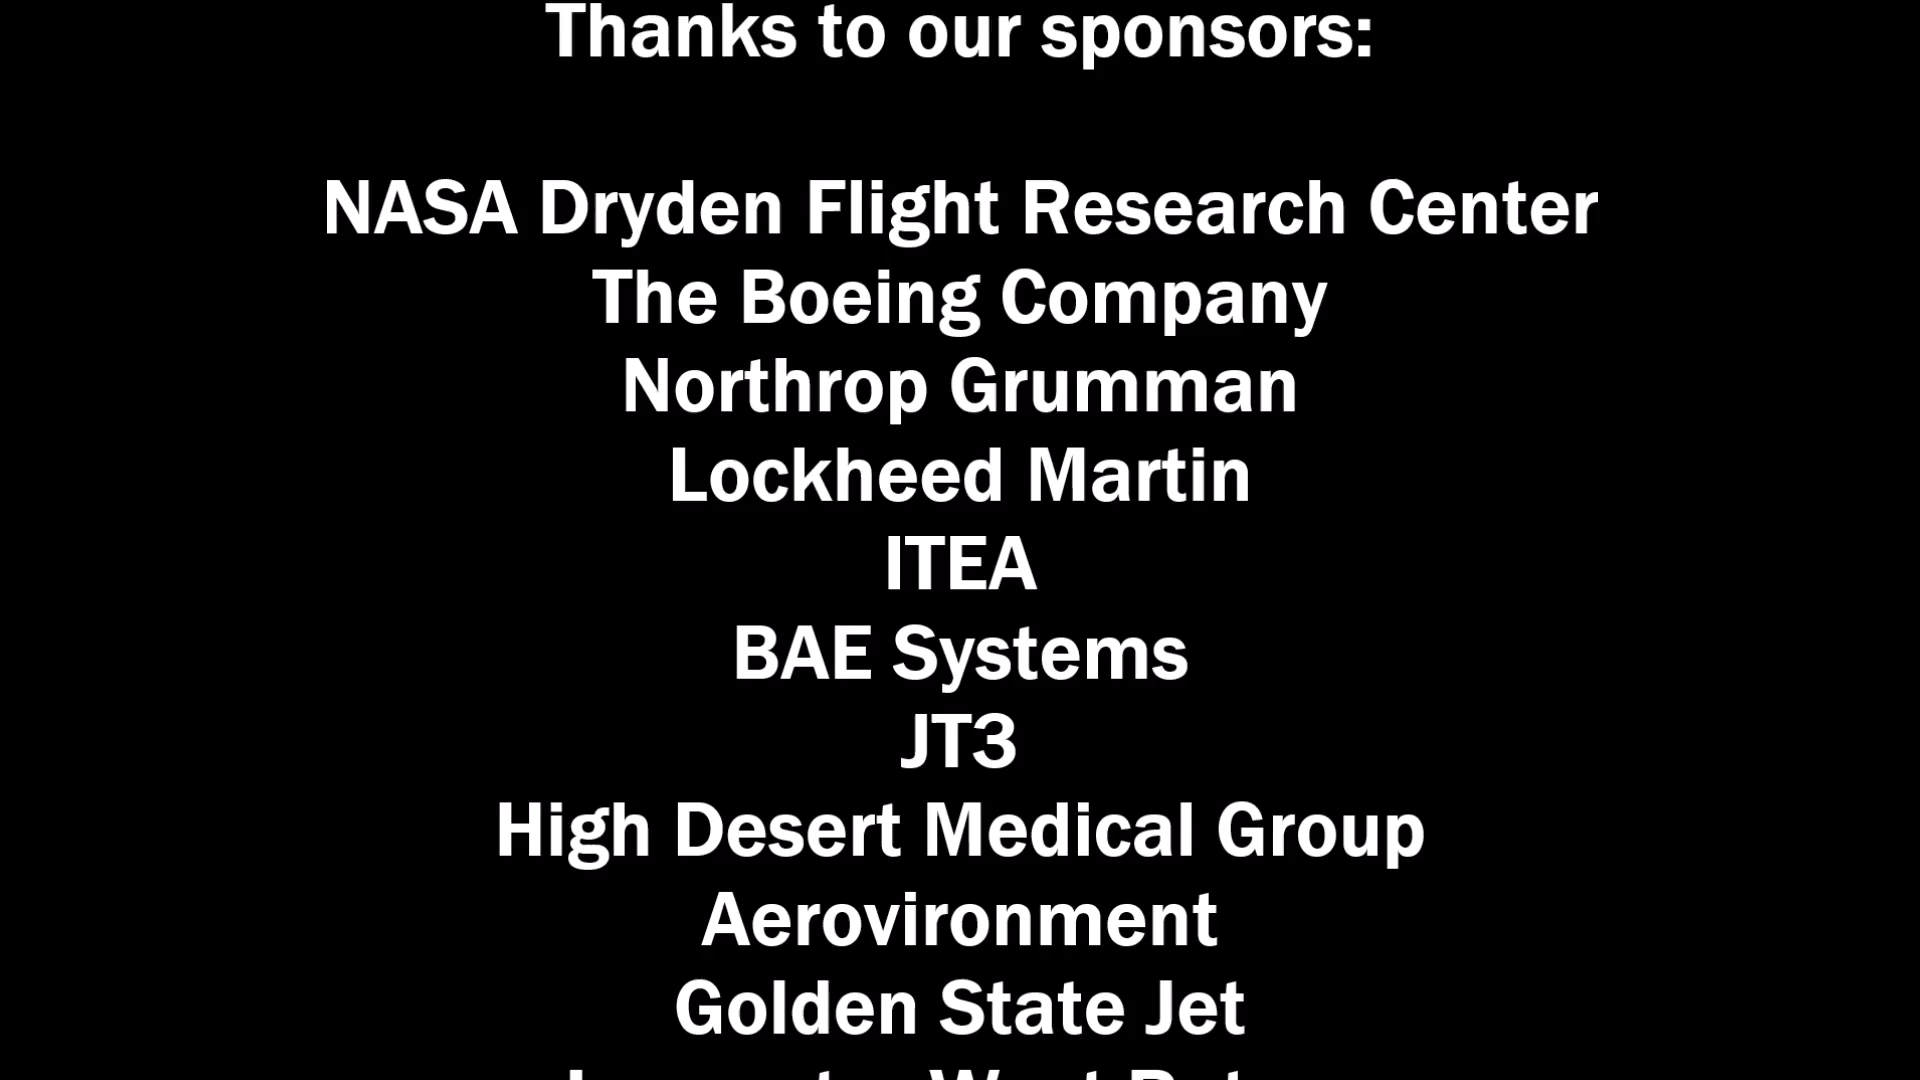 Thanks to our sponsors:
NASA Dryden Flight Research Center
The Boeing Company
Northrop Grumman
Lockheed Martin
ITEA
BAE Systems
JT3
High Desert Medical Group
Aerovironment
Golden State Jet